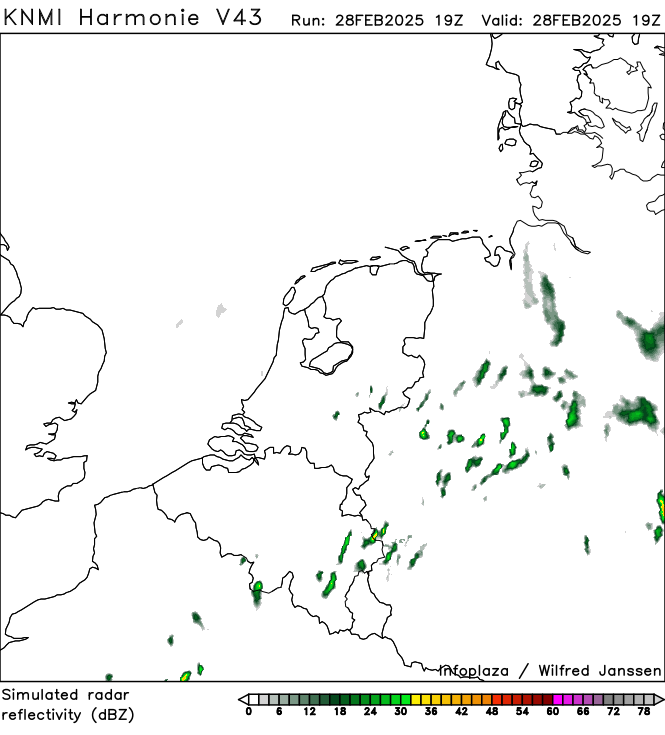 KNMI Harmonie V43 Run: 28FEB2025 19Z Valid: 28FEB2025 19Z
Infoplaza / Wilfred Janssen
Simulated radar
reflectivity (dBZ)
0 6 12 18 24 30 36 42 48 54 60 66 72 78